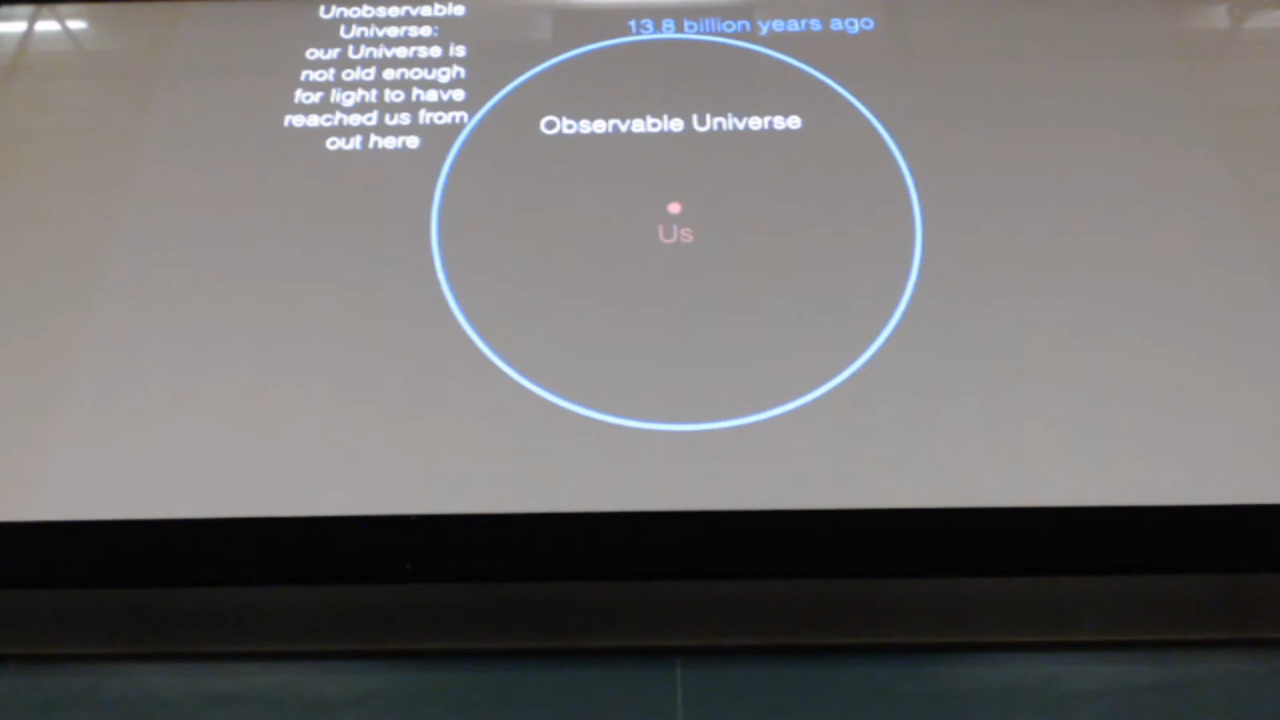 Unobservable
Universe:
our Universe is
not old enough
for light to have
reached us from
out here
13.8 billion years ago
Observable Universe
Us